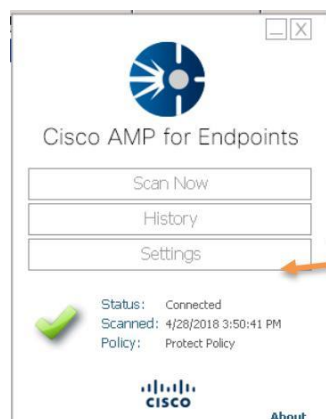 Cisco AMP for Endpoints
Scan Now
History
Settings
Status: Connected
Scanned: 4/28/2018 3:50:41 PM
Policy: Protect Policy
CISCO
About